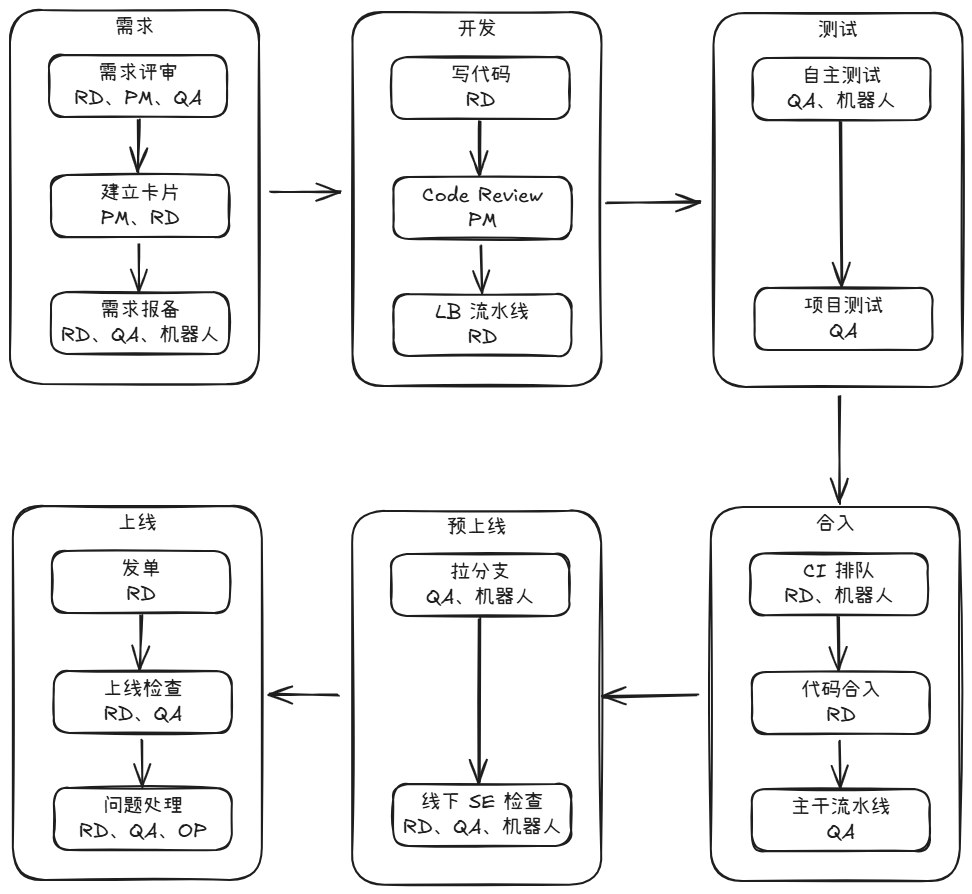 需求
需求评审
RD、PM、QA
建立卡片
PM、RD
需求报备
RD、QA、机器人
开发
写代码
RD
Code Review
PM
LB 流水线
RD
测试
自主测试
QA、机器人
项目测试
QA
合入
CI 排队
RD、机器人
代码合入
RD
主干流水线
QA
预上线
拉分支
QA、机器人
线下 SE 检查
RD、QA、机器人
上线
发单
RD
上线检查
RD、QA
问题处理
RD、QA、OP